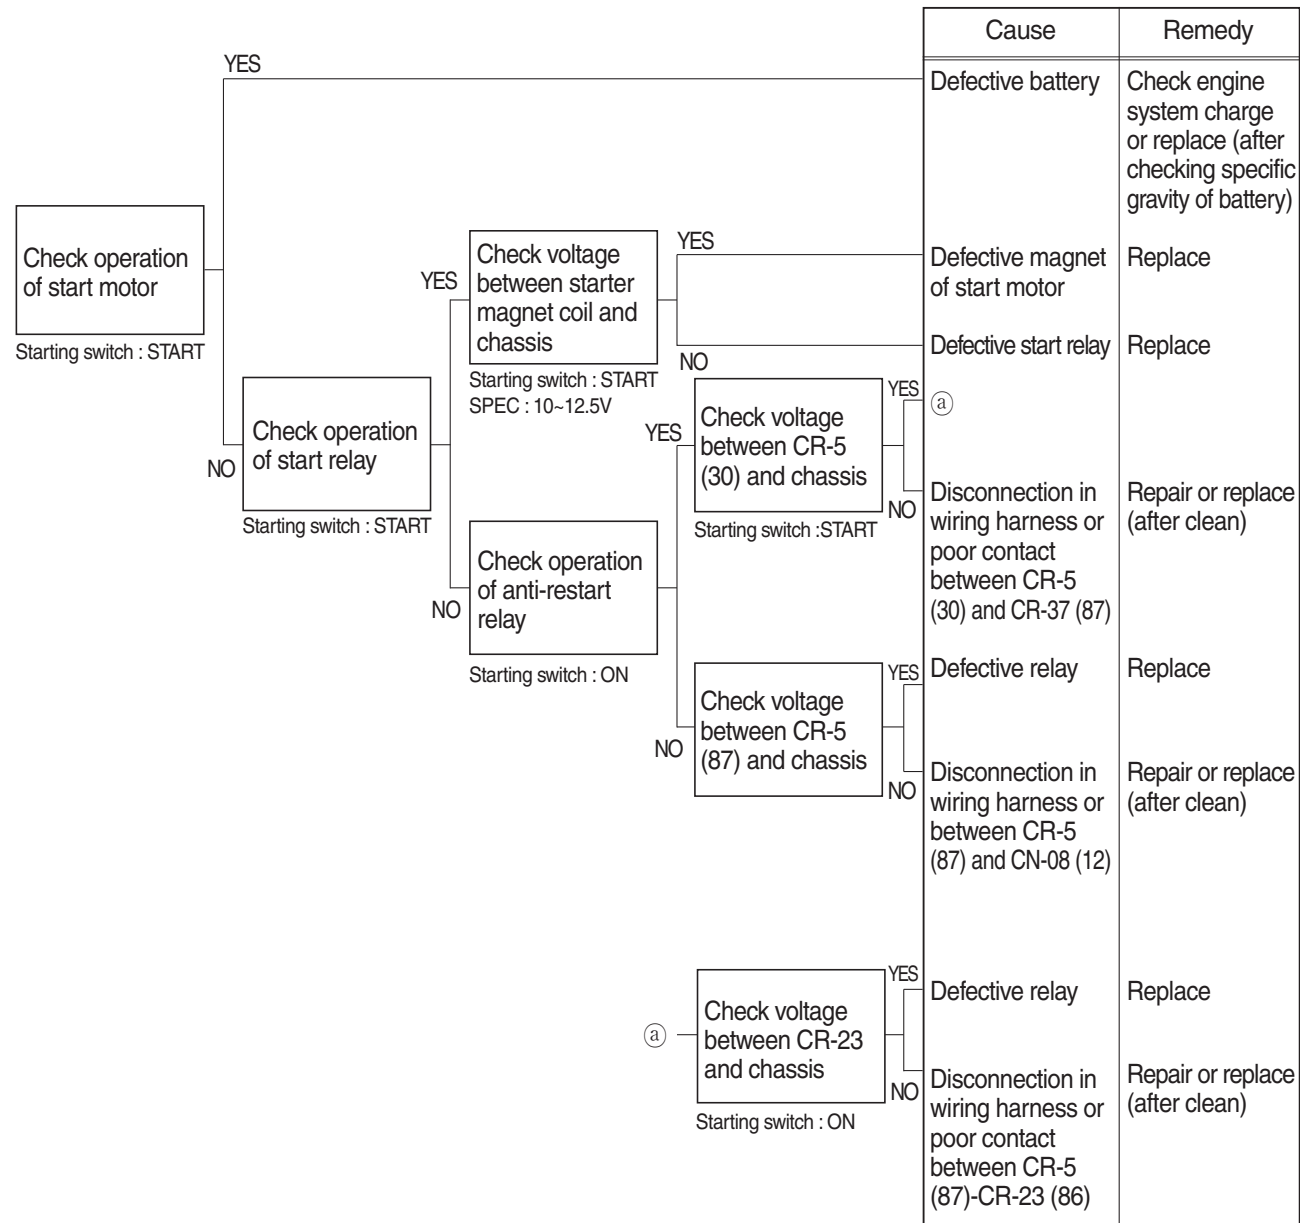 Cause
Remedy
YES
Defective battery
Check engine
system charge
or replace (after
checking specific
gravity of battery)
Check operation
of start motor
Starting switch : START
YES
Check voltage
between starter
magnet coil and
chassis
Starting switch : START
SPEC : 10~12.5V
YES
Defective magnet
of start motor
Replace
NO
Defective start relay
Replace
NO
Check operation
of start relay
Starting switch : START
YES
Check voltage
between CR-5
(30) and chassis
Starting switch :START
YES
ⓐ
NO
Disconnection in
wiring harness or
poor contact
between CR-5
(30) and CR-37 (87)
Repair or replace
(after clean)
NO
Check operation
of anti-restart
relay
Starting switch : ON
NO
Check voltage
between CR-5
(87) and chassis
YES
Defective relay
Replace
NO
Disconnection in
wiring harness or
between CR-5
(87) and CN-08 (12)
Repair or replace
(after clean)
ⓐ
Check voltage
between CR-23
and chassis
Starting switch : ON
YES
Defective relay
Replace
NO
Disconnection in
wiring harness or
poor contact
between CR-5
(87)-CR-23 (86)
Repair or replace
(after clean)